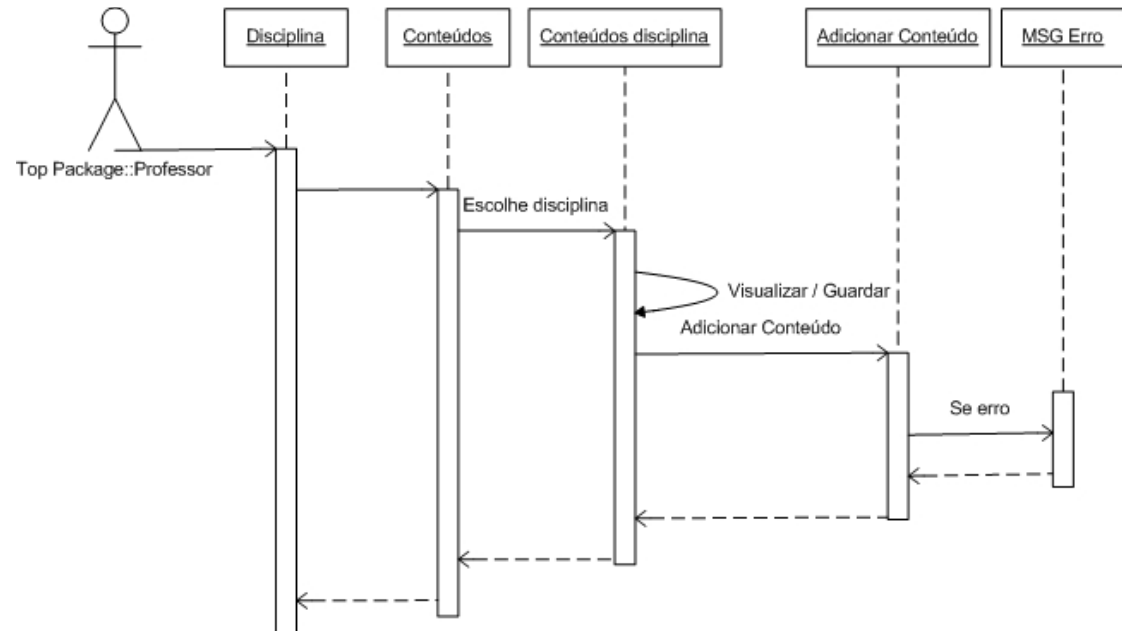 Disciplina
Conteúdos
Conteúdos disciplina
Adicionar Conteúdo
MSG Erro
Top Package::Professor
Escolhe disciplina
Visualizar / Guardar
Adicionar Conteúdo
Se erro